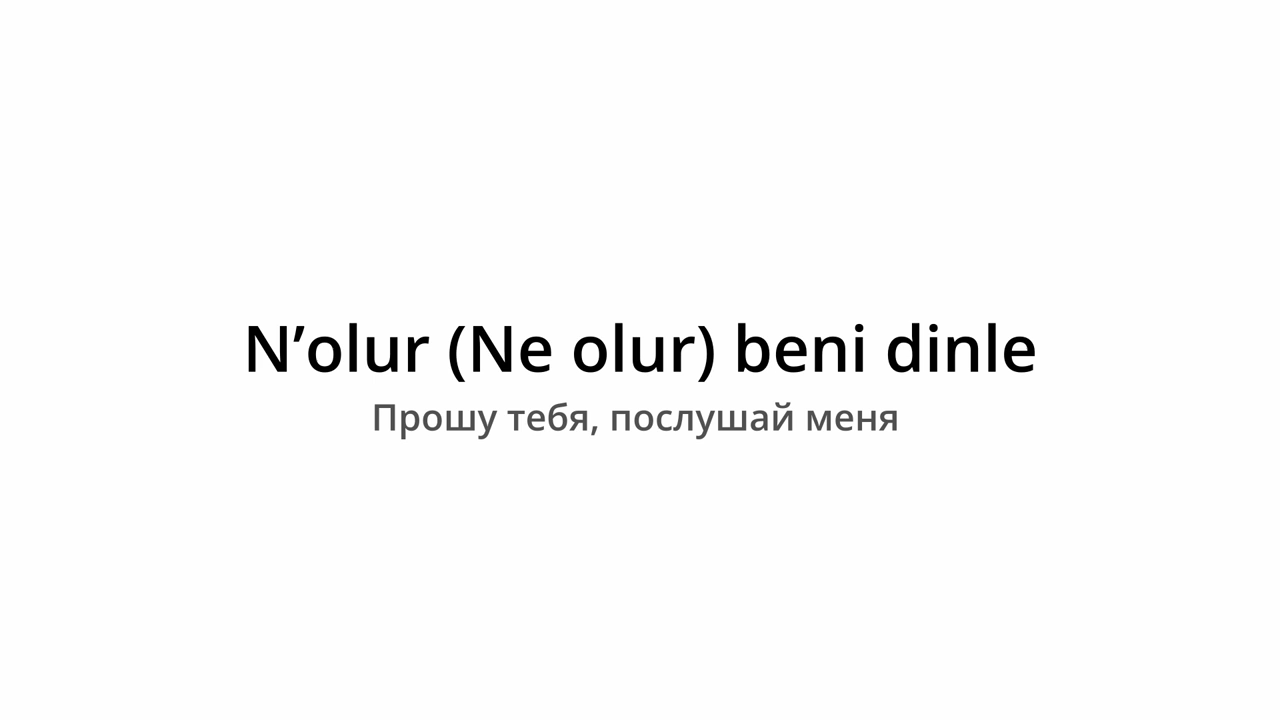 N’olur (Ne olur) beni dinle
Прошу тебя, послушай меня